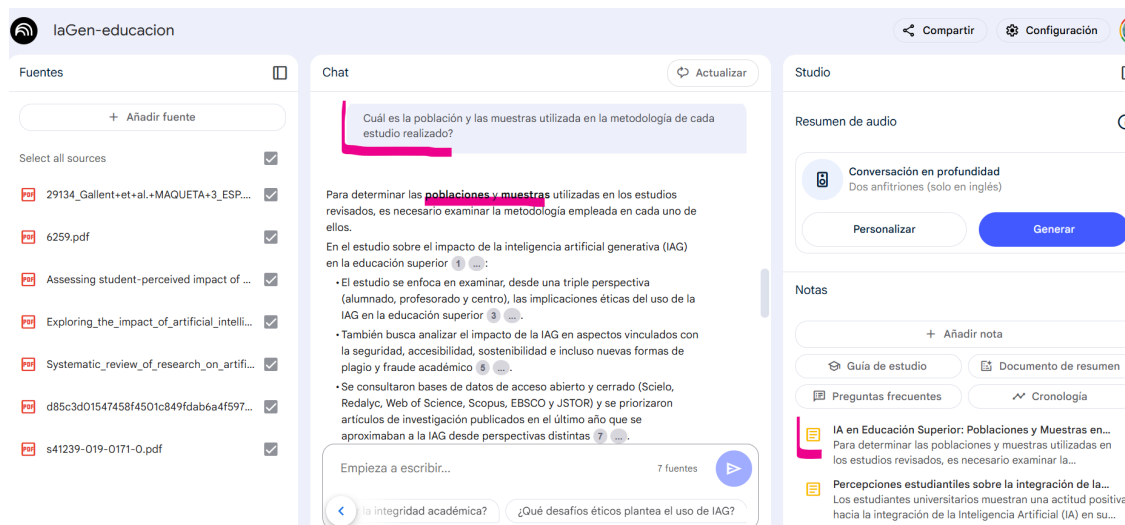 IaGen-educacion
Compartir
Configuración
Fuentes
+ Añadir fuente
Select all sources
PDF 29134_Gallent+et+al.+MAQUETA+3_ESP....
PDF 6259.pdf
PDF Assessing student-perceived impact of ...
PDF Exploring_the_impact_of_artificial_intelli...
PDF Systematic_review_of_research_on_artifi...
PDF d85c3d01547458f4501c849fdab6a4f597...
PDF s41239-019-0171-0.pdf
Chat
Actualizar
Cuál es la población y las muestras utilizada en la metodología de cada
estudio realizado?
Para determinar las poblaciones y muestras utilizadas en los estudios
revisados, es necesario examinar la metodología empleada en cada uno de
ellos.
En el estudio sobre el impacto de la inteligencia artificial generativa (IAG)
en la educación superior 1 ... :
• El estudio se enfoca en examinar, desde una triple perspectiva
(alumnado, profesorado y centro), las implicaciones éticas del uso de la
IAG en la educación superior 3 ... .
• También busca analizar el impacto de la IAG en aspectos vinculados con
la seguridad, accesibilidad, sostenibilidad e incluso nuevas formas de
plagio y fraude académico 5 ... .
• Se consultaron bases de datos de acceso abierto y cerrado (Scielo,
Redalyc, Web of Science, Scopus, EBSCO y JSTOR) y se priorizaron
artículos de investigación publicados en el último año que se
aproximaban a la IAG desde perspectivas distintas 7 ... .
Empieza a escribir...
7 fuentes
la integridad académica?
¿Qué desafíos éticos plantea el uso de IAG?
Studio
Resumen de audio
Conversación en profundidad
Dos anfitriones (solo en inglés)
Personalizar
Generar
Notas
+ Añadir nota
Guía de estudio
Documento de resumen
Preguntas frecuentes
Cronología
IA en Educación Superior: Poblaciones y Muestras en...
Para determinar las poblaciones y muestras utilizadas en
los estudios revisados, es necesario examinar la...
Percepciones estudiantiles sobre la integración de la...
Los estudiantes universitarios muestran una actitud positiva
hacia la integración de la Inteligencia Artificial (IA) en su...